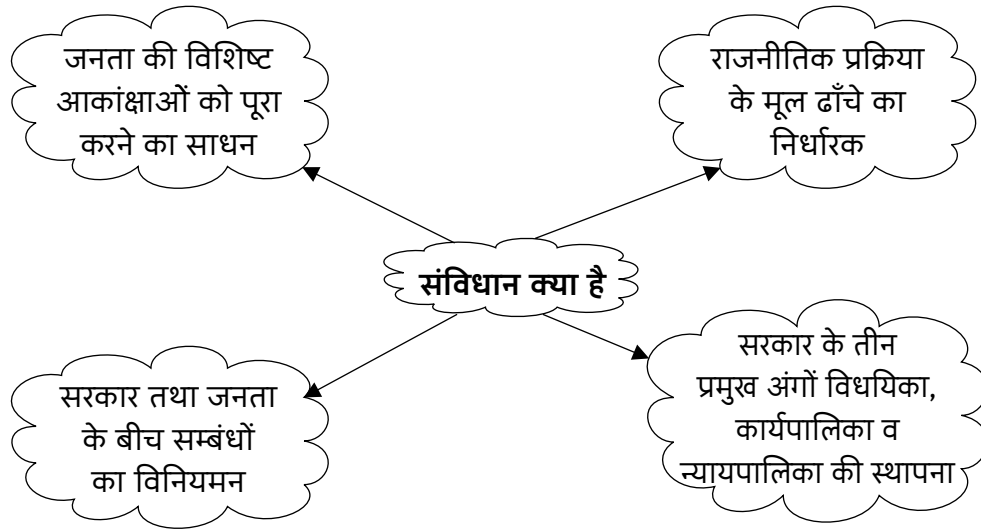 जनता की विशिष्ट
आकांक्षाओं को पूरा
करने का साधन
राजनीतिक प्रक्रिया
के मूल ढाँचे का
निर्धारक
संविधान क्या है
सरकार तथा जनता
के बीच सम्बंधों
का विनियमन
सरकार के तीन
प्रमुख अंगों विधयिका,
कार्यपालिका व
न्यायपालिका की स्थापना